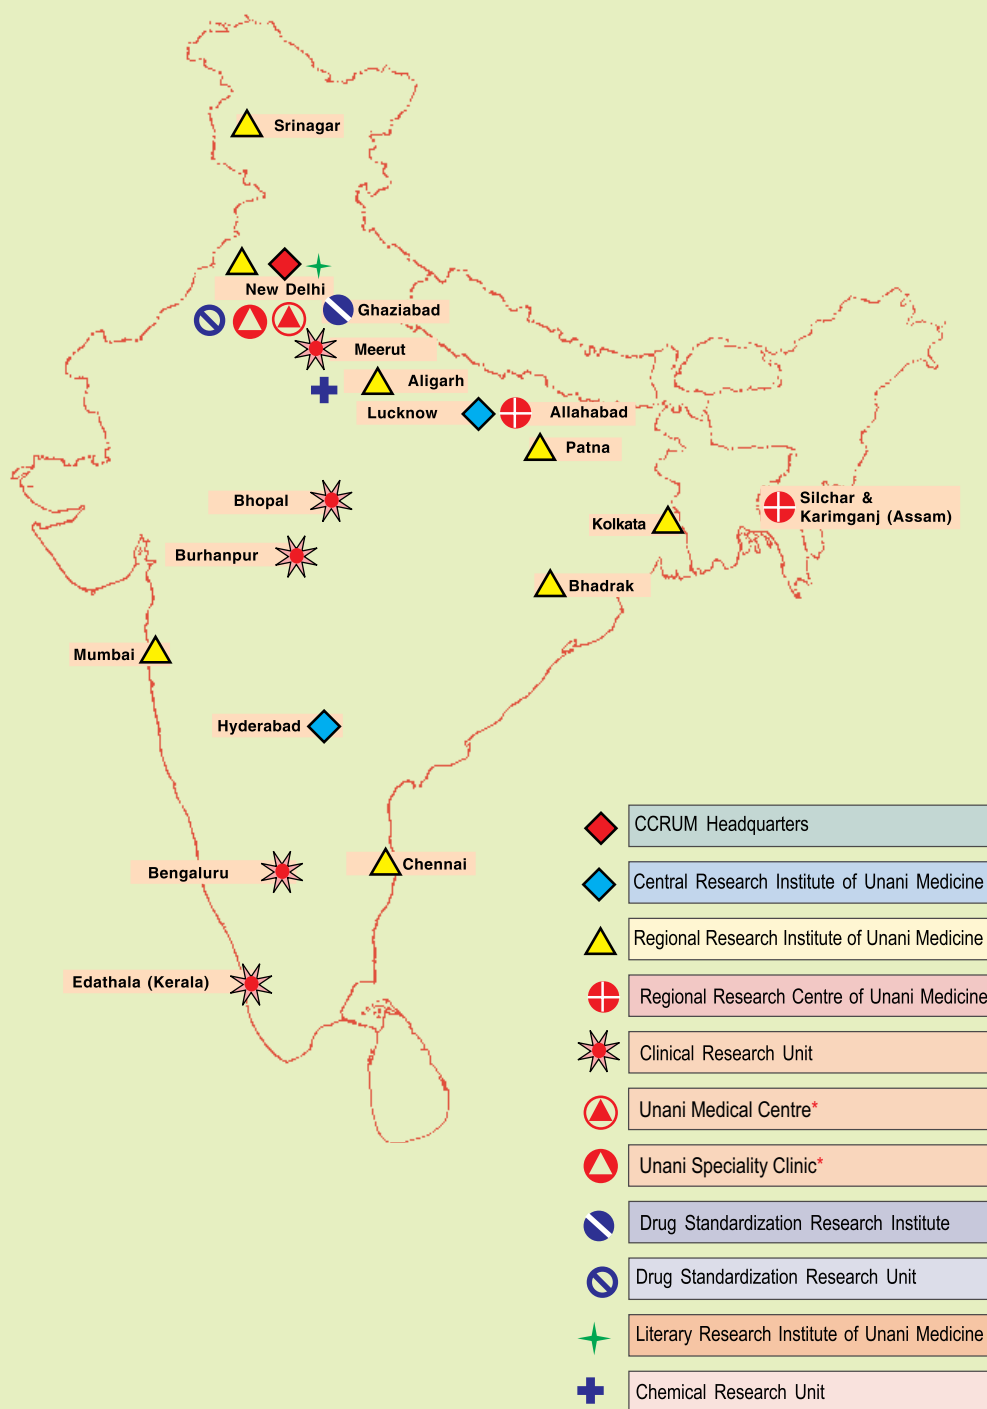 Srinagar
New Delhi
Ghaziabad
Meerut
Aligarh
Lucknow
Allahabad
Patna
Bhopal
Silchar &
Karimganj (Assam)
Kolkata
Burhanpur
Bhadrak
Mumbai
Hyderabad
Bengaluru
Chennai
Edathala (Kerala)
CCRUM Headquarters
Central Research Institute of Unani Medicine
Regional Research Institute of Unani Medicine
Regional Research Centre of Unani Medicine
Clinical Research Unit
Unani Medical Centre*
Unani Speciality Clinic*
Drug Standardization Research Institute
Drug Standardization Research Unit
Literary Research Institute of Unani Medicine
Chemical Research Unit